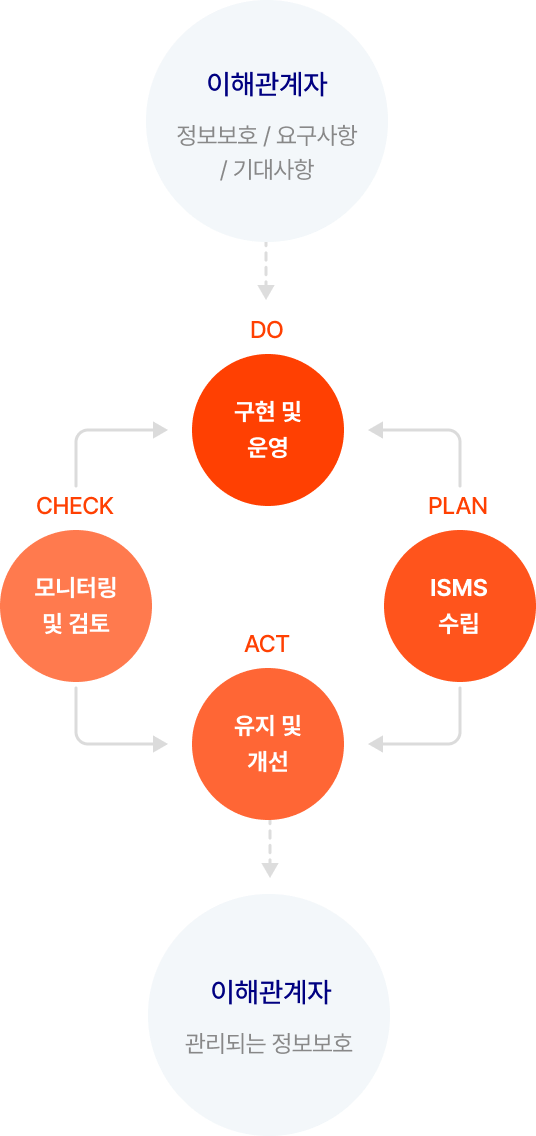 이해관계자
정보보호 / 요구사항
/ 기대사항
DO
구현 및
운영
CHECK
모니터링
및 검토
PLAN
ISMS
수립
ACT
유지 및
개선
이해관계자
관리되는 정보보호